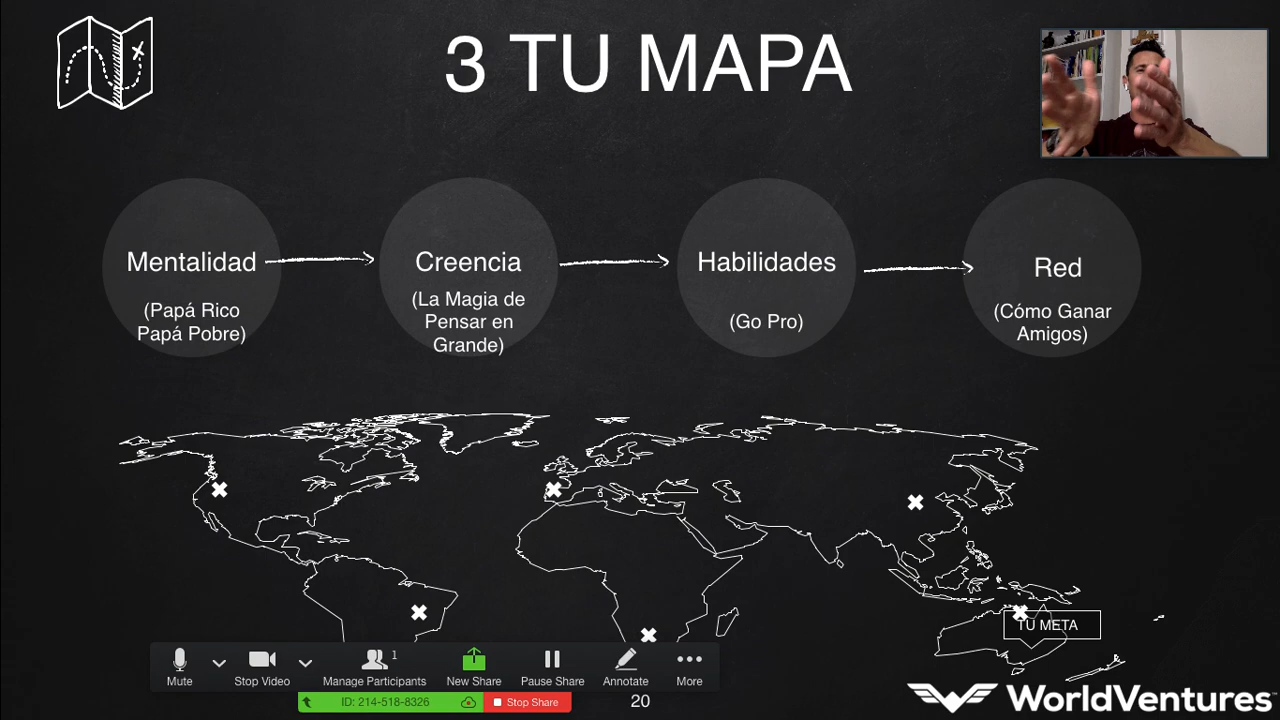 3 TU MAPA
Mentalidad
(Papá Rico
Papá Pobre)
Creencia
(La Magia de
Pensar en
Grande)
Habilidades
(Go Pro)
Red
(Cómo Ganar
Amigos)
TU META
1
Mute
Stop Video
Manage Participants
New Share
Pause Share
Annotate
More
ID: 214-518-8326
Stop Share
20
WorldVentures